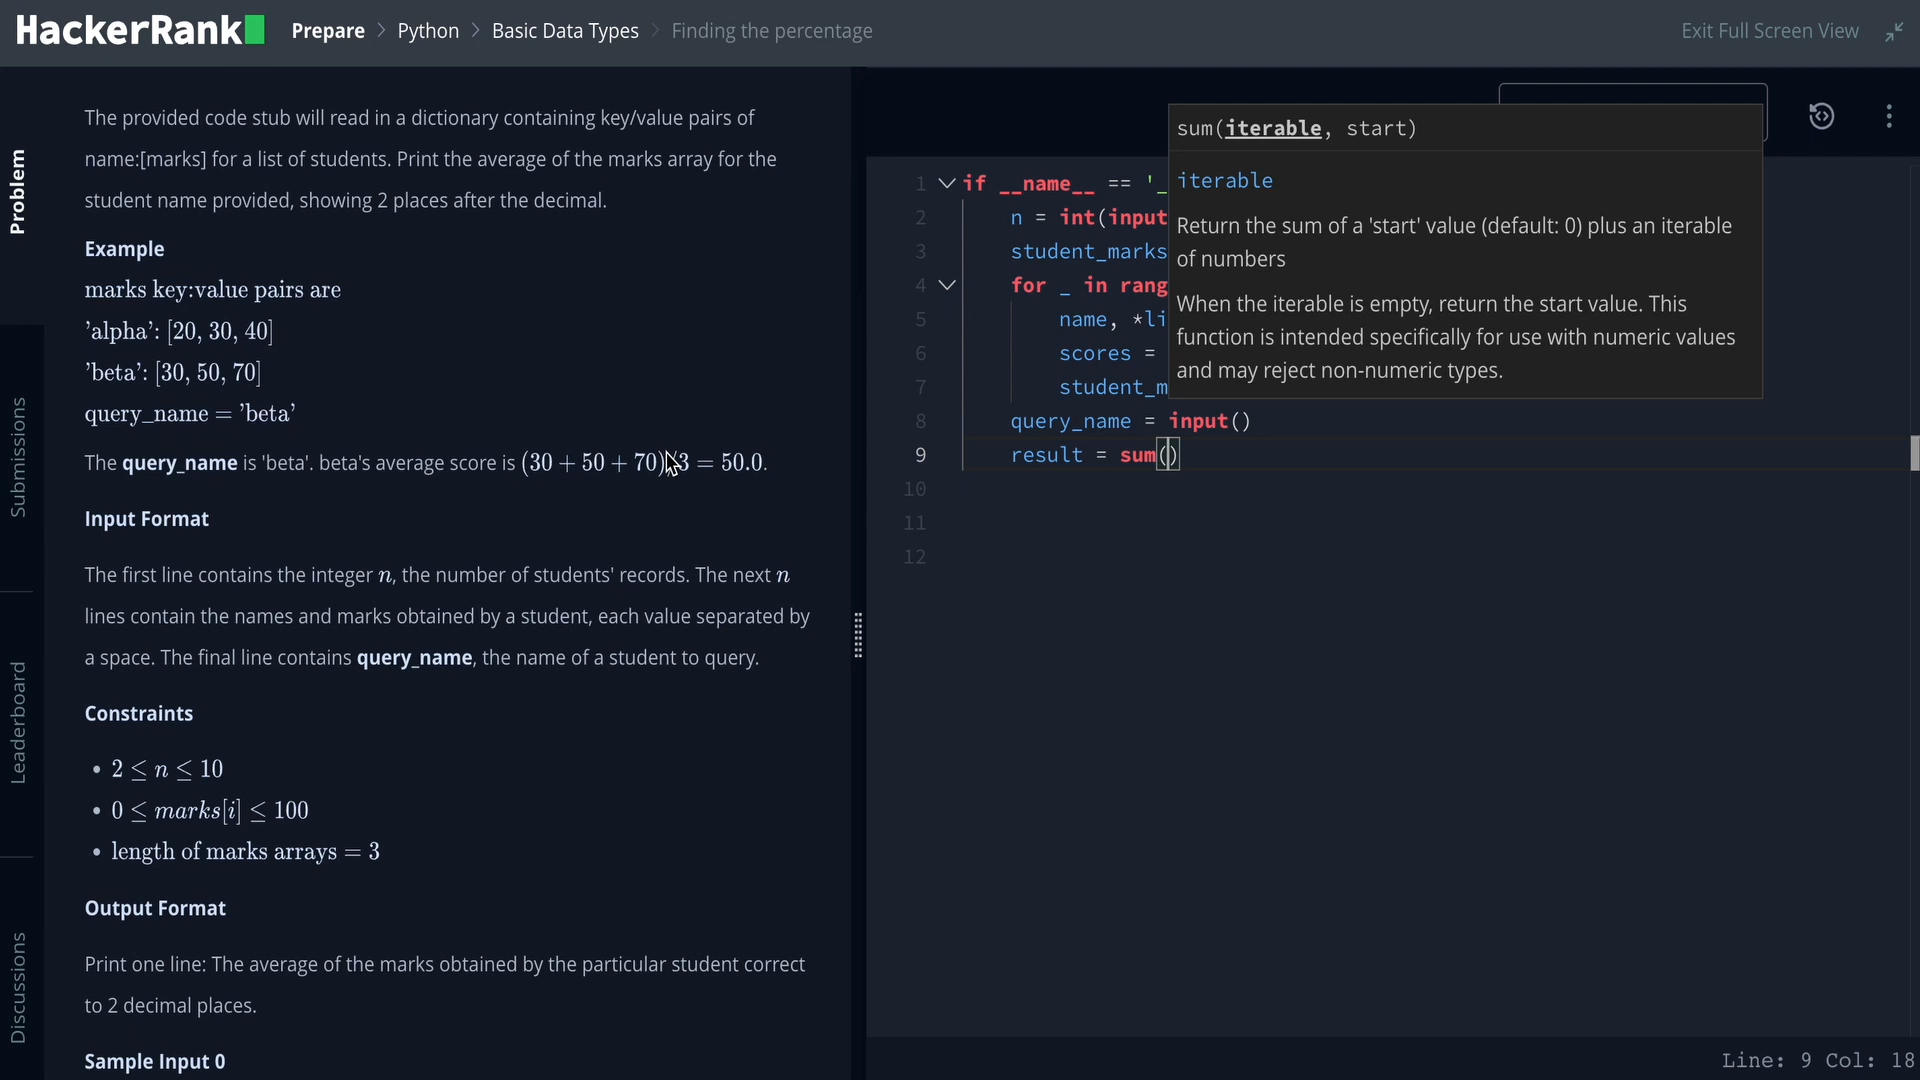 HackerRank Prepare > Python > Basic Data Types > Finding the percentage Exit Full Screen View
Problem
Submissions
Leaderboard
Discussions
The provided code stub will read in a dictionary containing key/value pairs of
name:[marks] for a list of students. Print the average of the marks array for the
student name provided, showing 2 places after the decimal.
Example
marks key:value pairs are
'alpha': [20, 30, 40]
'beta': [30, 50, 70]
query_name = 'beta'
The query_name is 'beta'. beta's average score is (30 + 50 + 70)/3 = 50.0.
Input Format
The first line contains the integer n, the number of students' records. The next n
lines contain the names and marks obtained by a student, each value separated by
a space. The final line contains query_name, the name of a student to query.
Constraints
• 2 ≤ n ≤ 10
• 0 ≤ marks[i] ≤ 100
• length of marks arrays = 3
Output Format
Print one line: The average of the marks obtained by the particular student correct
to 2 decimal places.
Sample Input 0
sum(iterable, start)
iterable
Return the sum of a 'start' value (default: 0) plus an iterable
of numbers
When the iterable is empty, return the start value. This
function is intended specifically for use with numeric values
and may reject non-numeric types.
1 if __name__ == '_
2 n = int(input
3 student_marks
4 for _ in rang
5 name, *li
6 scores =
7 student_m
8 query_name = input()
9 result = sum()
10
11
12
Line: 9 Col: 18